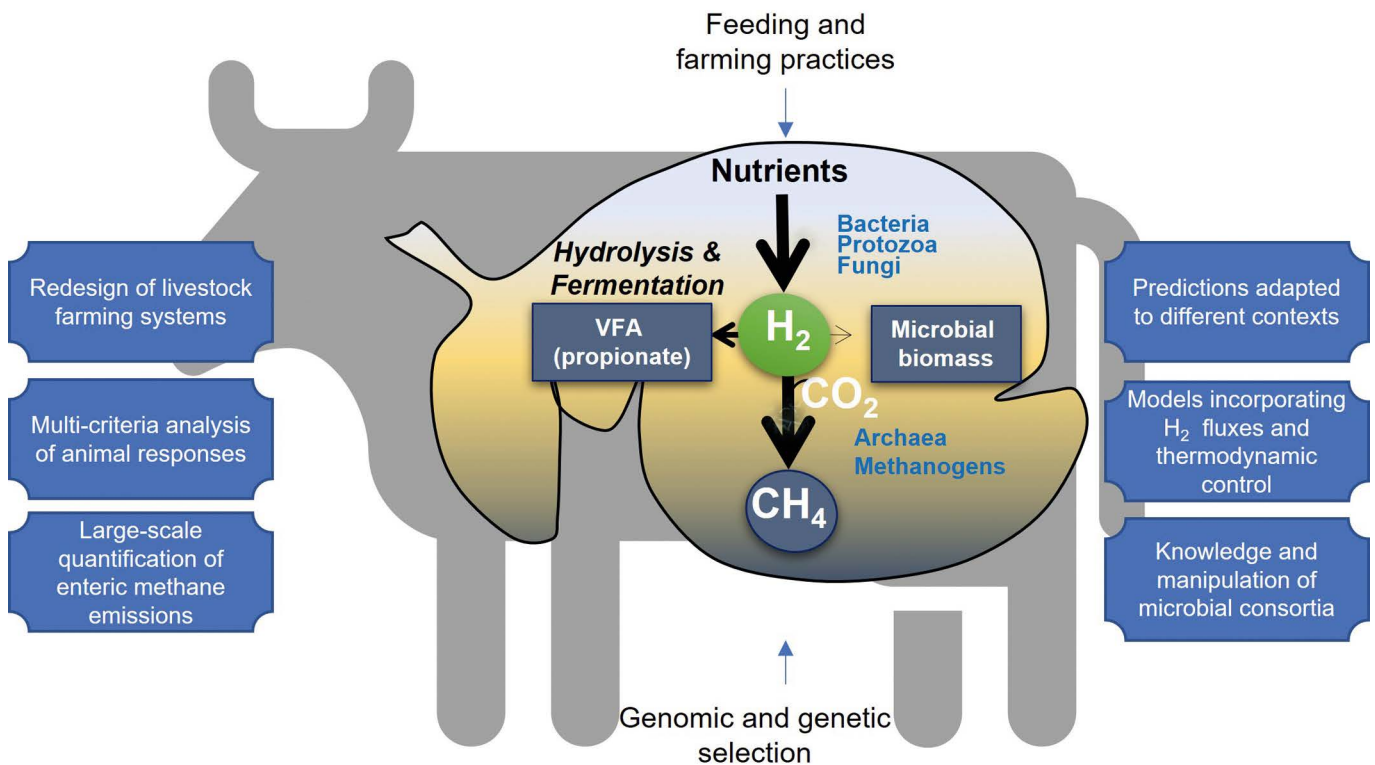 Feeding and
farming practices
Nutrients
Bacteria
Protozoa
Fungi
Hydrolysis &
Fermentation
VFA
(propionate)
H₂
Microbial
biomass
CO₂
Archaea
Methanogens
CH₄
Redesign of livestock
farming systems
Multi-criteria analysis
of animal responses
Large-scale
quantification of
enteric methane
emissions
Predictions adapted
to different contexts
Models incorporating
H₂ fluxes and
thermodynamic
control
Knowledge and
manipulation of
microbial consortia
Genomic and genetic
selection